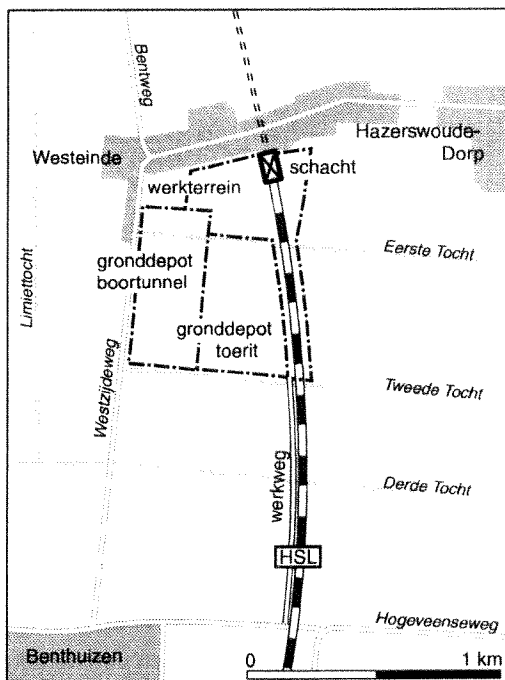 Bentweg
Hazerswoude-
Dorp
Westeinde
schacht
werkterrein
Eerste Tocht
gronddepot
boortunnel
Limiettocht
gronddepot
toerit
Westzijdeweg
Tweede Tocht
werkweg
Derde Tocht
HSL
Hogeveenseweg
Benthuizen
0 1 km